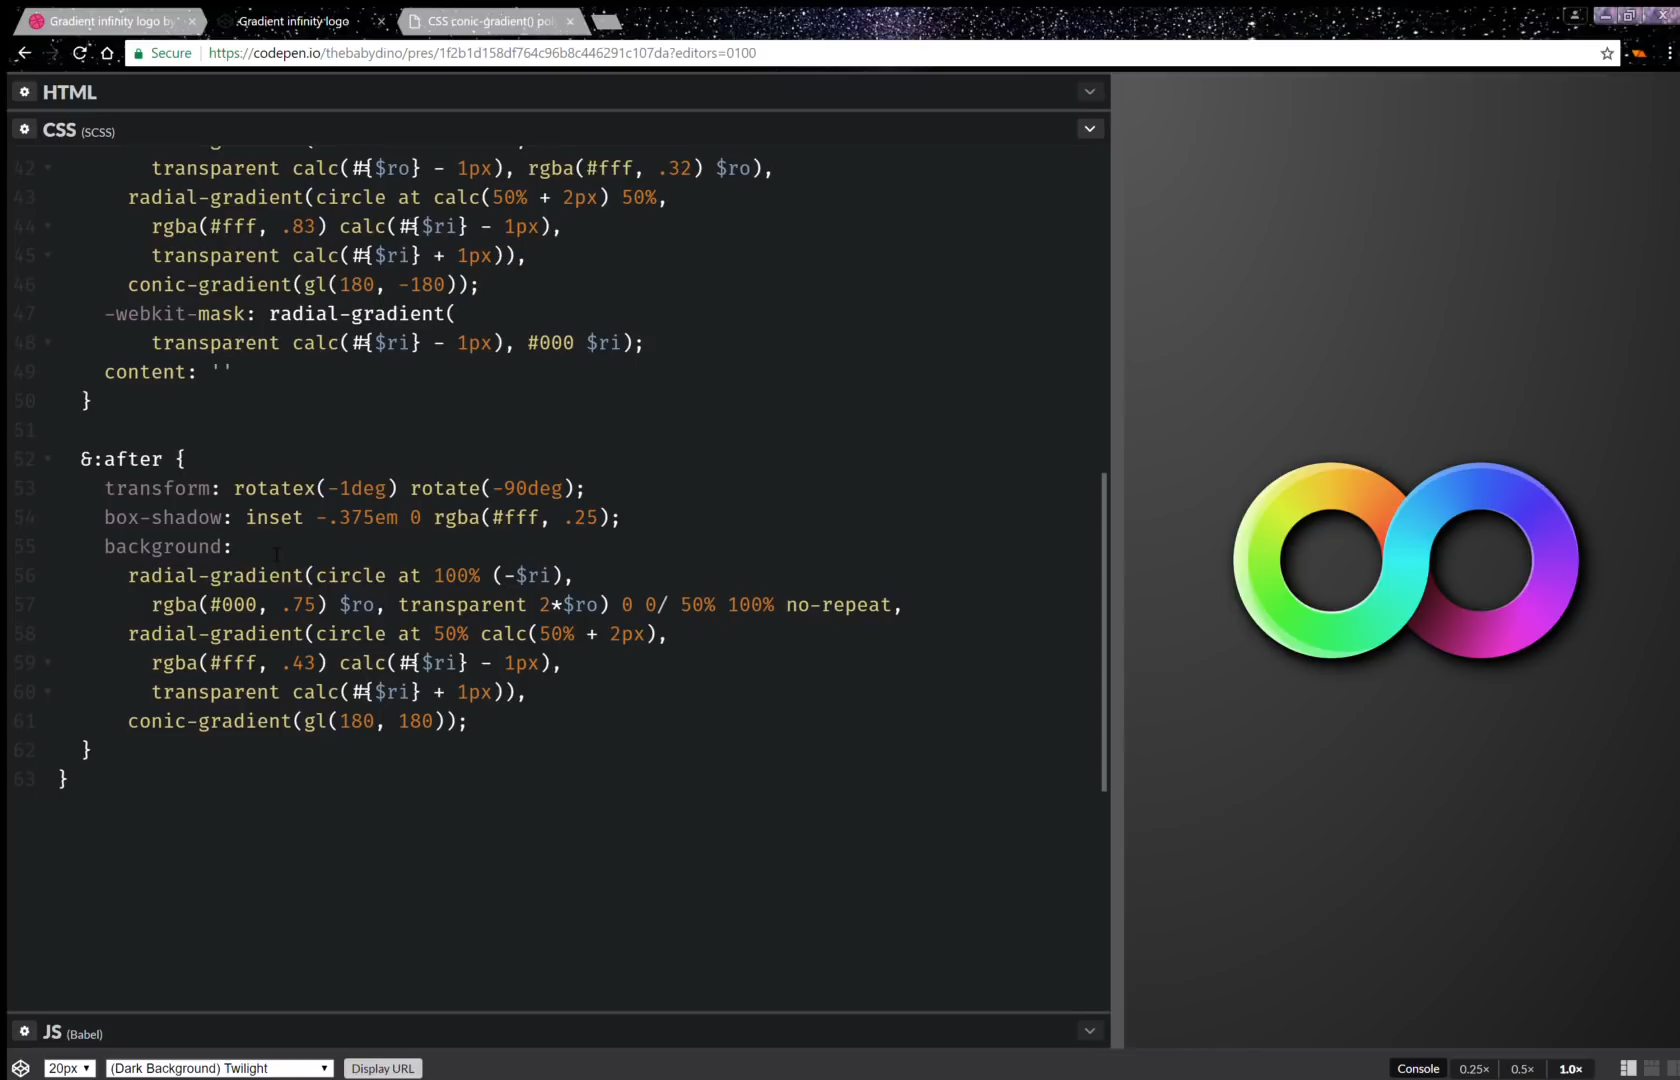 Gradient infinity logo by
Gradient infinity logo
CSS conic-gradient() pol
Secure
https://codepen.io/thebabydino/pres/1f2b1d158df764c96b8c446291c107da?editors=0100
HTML
CSS (SCSS)
42 transparent calc(#{$ro} - 1px), rgba(#fff, .32) $ro),
43 radial-gradient(circle at calc(50% + 2px) 50%,
44 rgba(#fff, .83) calc(#{$ri} - 1px),
45 transparent calc(#{$ri} + 1px)),
46 conic-gradient(gl(180, -180));
47 -webkit-mask: radial-gradient(
48 transparent calc(#{$ri} - 1px), #000 $ri);
49 content: ''
50 }
51
52 &:after {
53 transform: rotatex(-1deg) rotate(-90deg);
54 box-shadow: inset -.375em 0 rgba(#fff, .25);
55 background:
56 radial-gradient(circle at 100% (-$ri),
57 rgba(#000, .75) $ro, transparent 2*$ro) 0 0/ 50% 100% no-repeat,
58 radial-gradient(circle at 50% calc(50% + 2px),
59 rgba(#fff, .43) calc(#{$ri} - 1px),
60 transparent calc(#{$ri} + 1px)),
61 conic-gradient(gl(180, 180));
62 }
63 }
JS (Babel)
20px (Dark Background) Twilight Display URL Console 0.25× 0.5× 1.0×